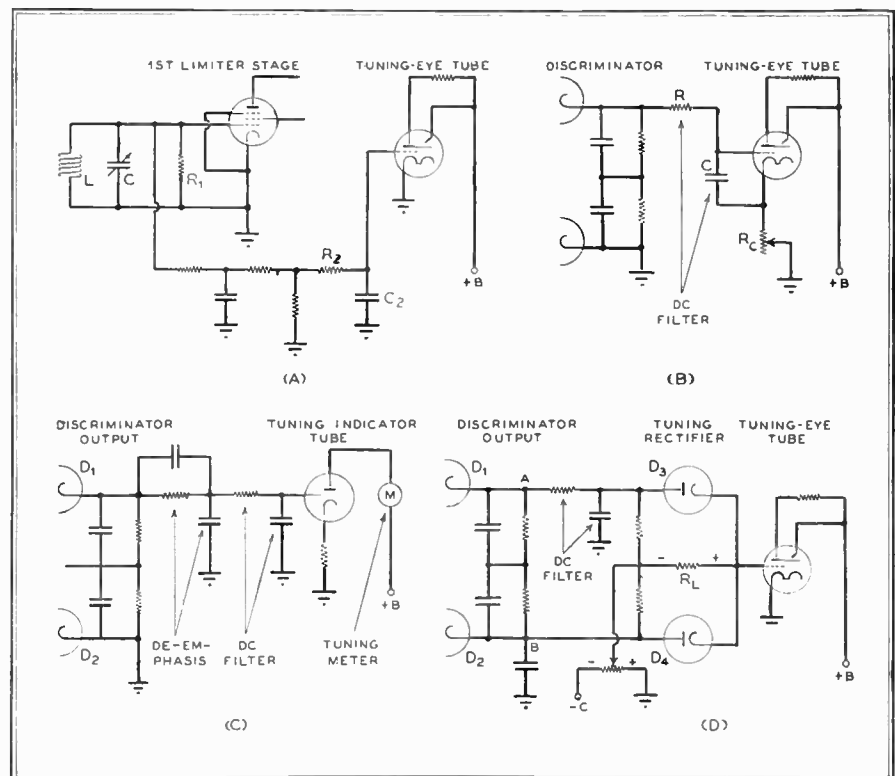 1ST LIMITER STAGE
TUNING-EYE TUBE
L
C
R1
R2
C2
+B
(A)
DISCRIMINATOR
TUNING-EYE TUBE
R
C
RC
DC
FILTER
+B
(B)
DISCRIMINATOR
OUTPUT
TUNING INDICATOR
TUBE
D1
M
D2
DE-EM-
PHASIS
DC
FILTER
TUNING
METER
+B
(C)
DISCRIMINATOR
OUTPUT
TUNING
RECTIFIER
TUNING-EYE
TUBE
D1
A
D3
DC
FILTER
- RL +
D2
B
D4
- +
-C
+B
(D)